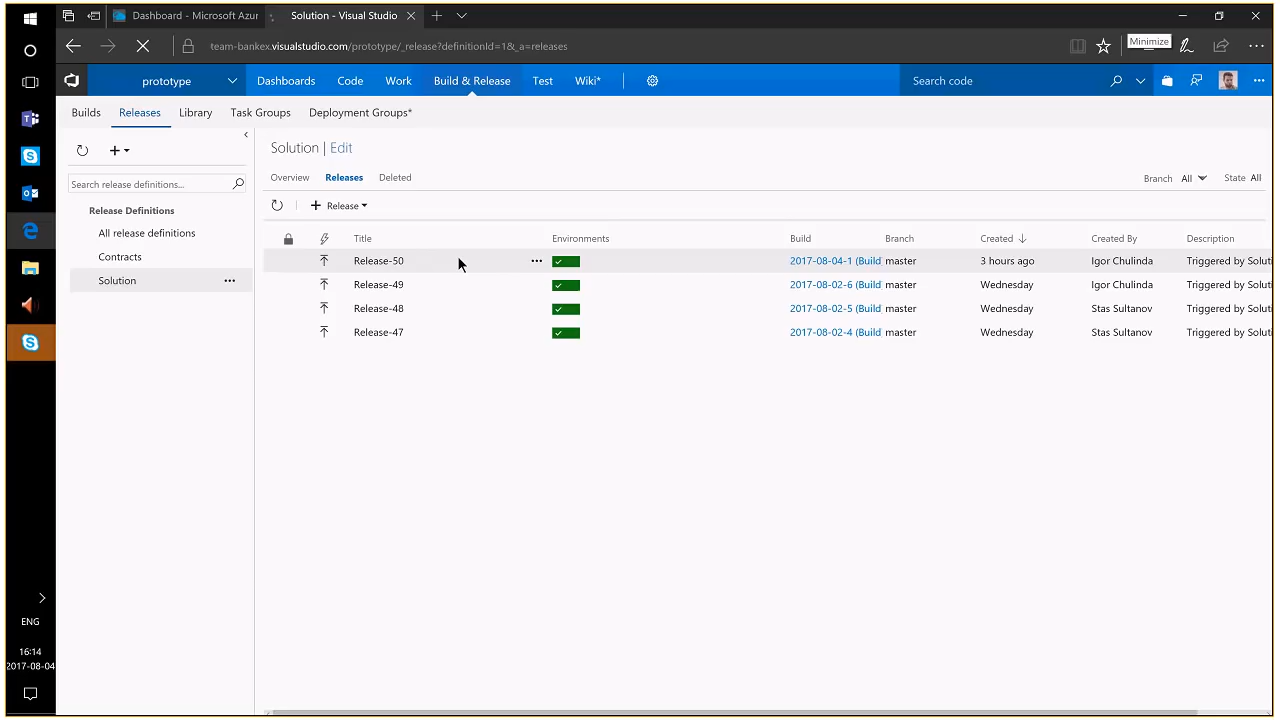 Dashboard - Microsoft Azur
Solution - Visual Studio
team-bankex.visualstudio.com/prototype/_release?definitionId=1&_a=releases
Minimize
prototype
Dashboards
Code
Work
Build & Release
Test
Wiki*
Search code
Builds
Releases
Library
Task Groups
Deployment Groups*
Search release definitions...
Release Definitions
All release definitions
Contracts
Solution
Solution | Edit
Overview
Releases
Deleted
Branch All
State All
Release
Title Environments Build Branch Created Created By Description
Release-50 2017-08-04-1 (Build master 3 hours ago Igor Chulinda Triggered by Soluti
Release-49 2017-08-02-6 (Build master Wednesday Igor Chulinda Triggered by Soluti
Release-48 2017-08-02-5 (Build master Wednesday Stas Sultanov Triggered by Soluti
Release-47 2017-08-02-4 (Build master Wednesday Stas Sultanov Triggered by Soluti
ENG
16:14
2017-08-04